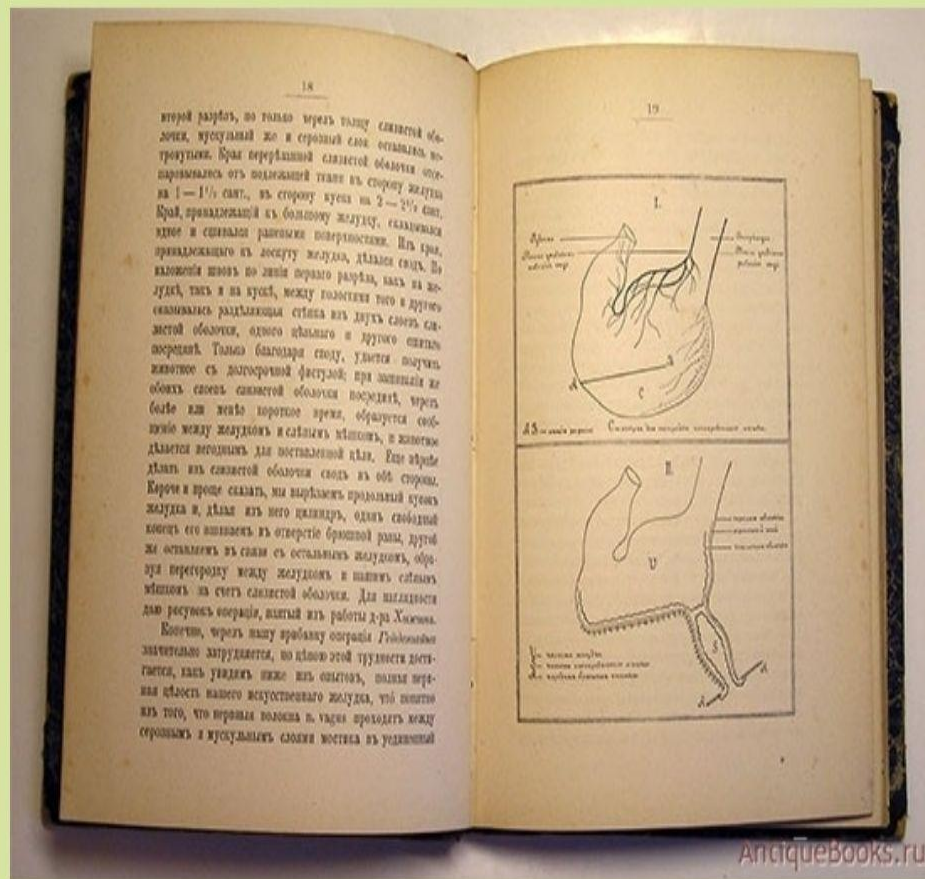 18
второй разрѣзъ, но только черезъ толщу слизистой обо-
лочки, мускульный же и серозный слои оставались не-
тронутыми. Края перерѣзанной слизистой оболочки отсе-
паровывались отъ подлежащей ткани въ сторону желудка
на 1—1½ сант., въ сторону куска на 2—2½ сант.
Край, принадлежащій къ большому желудку, складывался
вдвое и сшивался раневыми поверхностями. Изъ края,
принадлежащаго къ лоскуту желудка, дѣлался сводъ. По
наложеніи швовъ по линіи перваго разрѣза, какъ на же-
лудкѣ, такъ и на кускѣ, между полостями того и другого
оказывалась раздѣляющая стѣнка изъ двухъ слоевъ сли-
зистой оболочки, одного цѣльнаго и другого сшитаго
посрединѣ. Только благодаря своду, удается получить
животное съ долгосрочной фистулой; при зашиваніи же
обоихъ слоевъ слизистой оболочки посрединѣ, черезъ
болѣе или менѣе короткое время, образуется сооб-
щеніе между желудкомъ и слѣпымъ мѣшкомъ, и животное
дѣлается негоднымъ для поставленной цѣли. Еще вѣрнѣе
дѣлать изъ слизистой оболочки сводъ въ обѣ стороны.
Короче и проще сказать, мы вырѣзаемъ продольный кусокъ
желудка и, дѣлая изъ него цилиндръ, одинъ свободный
конецъ его вшиваемъ въ отверстіе брюшной раны, другой
же оставляемъ въ связи съ остальнымъ желудкомъ, обра-
зуя перегородку между желудкомъ и нашимъ слѣпымъ
мѣшкомъ на счетъ слизистой оболочки. Для наглядности
даю рисунокъ операціи, взятый изъ работы д-ра Хижина.
Конечно, черезъ нашу прибавку операція Гейденгайна
значительно затрудняется, но цѣною этой трудности дости-
гается, какъ увидимъ ниже изъ опытовъ, полная нерв-
ная цѣлость нашего искусственнаго желудка, что понятно
изъ того, что нервныя волокна n. vagus проходятъ между
серознымъ и мускульнымъ слоями мостика въ уединенный
19
I.
A
C
II.
V
S
A
A
AntiqueBooks.ru